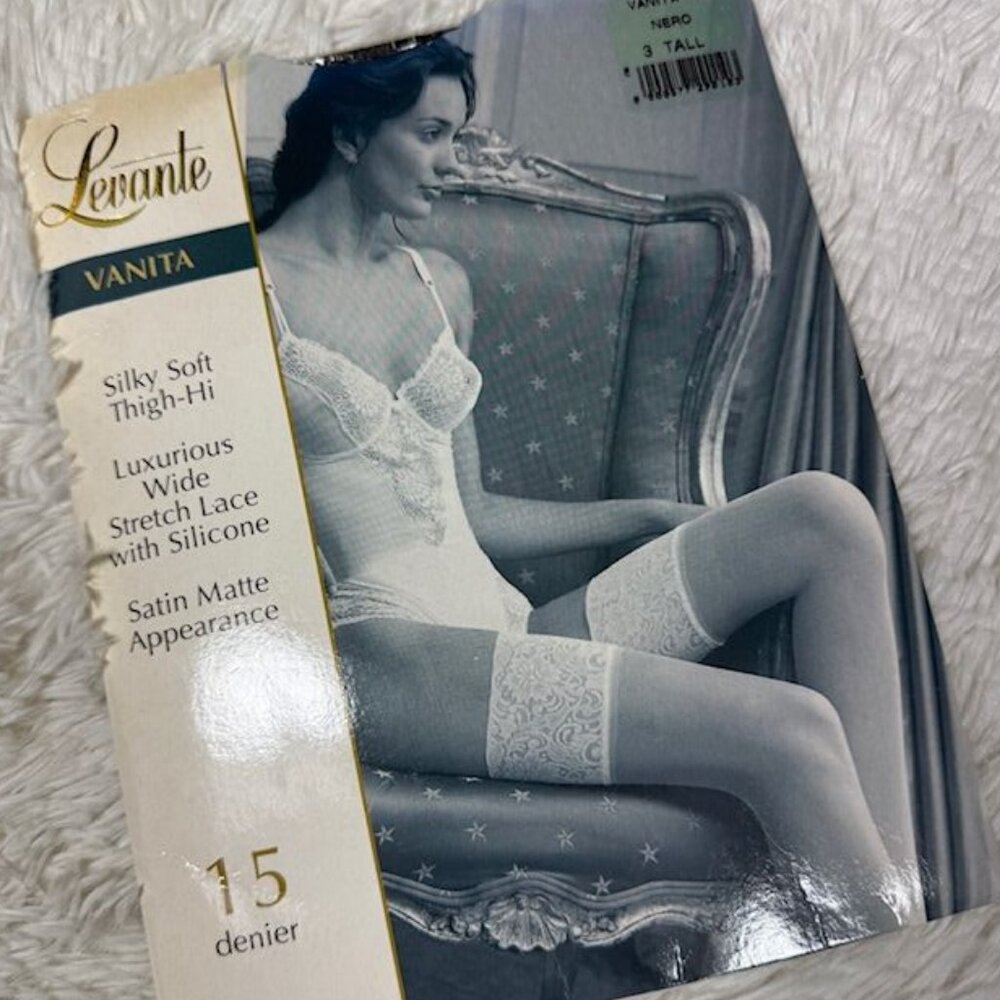 Levante
VANITA
Silky Soft
Thigh-Hi
Luxurious
Wide
Stretch Lace
with Silicone
Satin Matte
Appearance
15
denier
VANITA
NERO
3 TALL